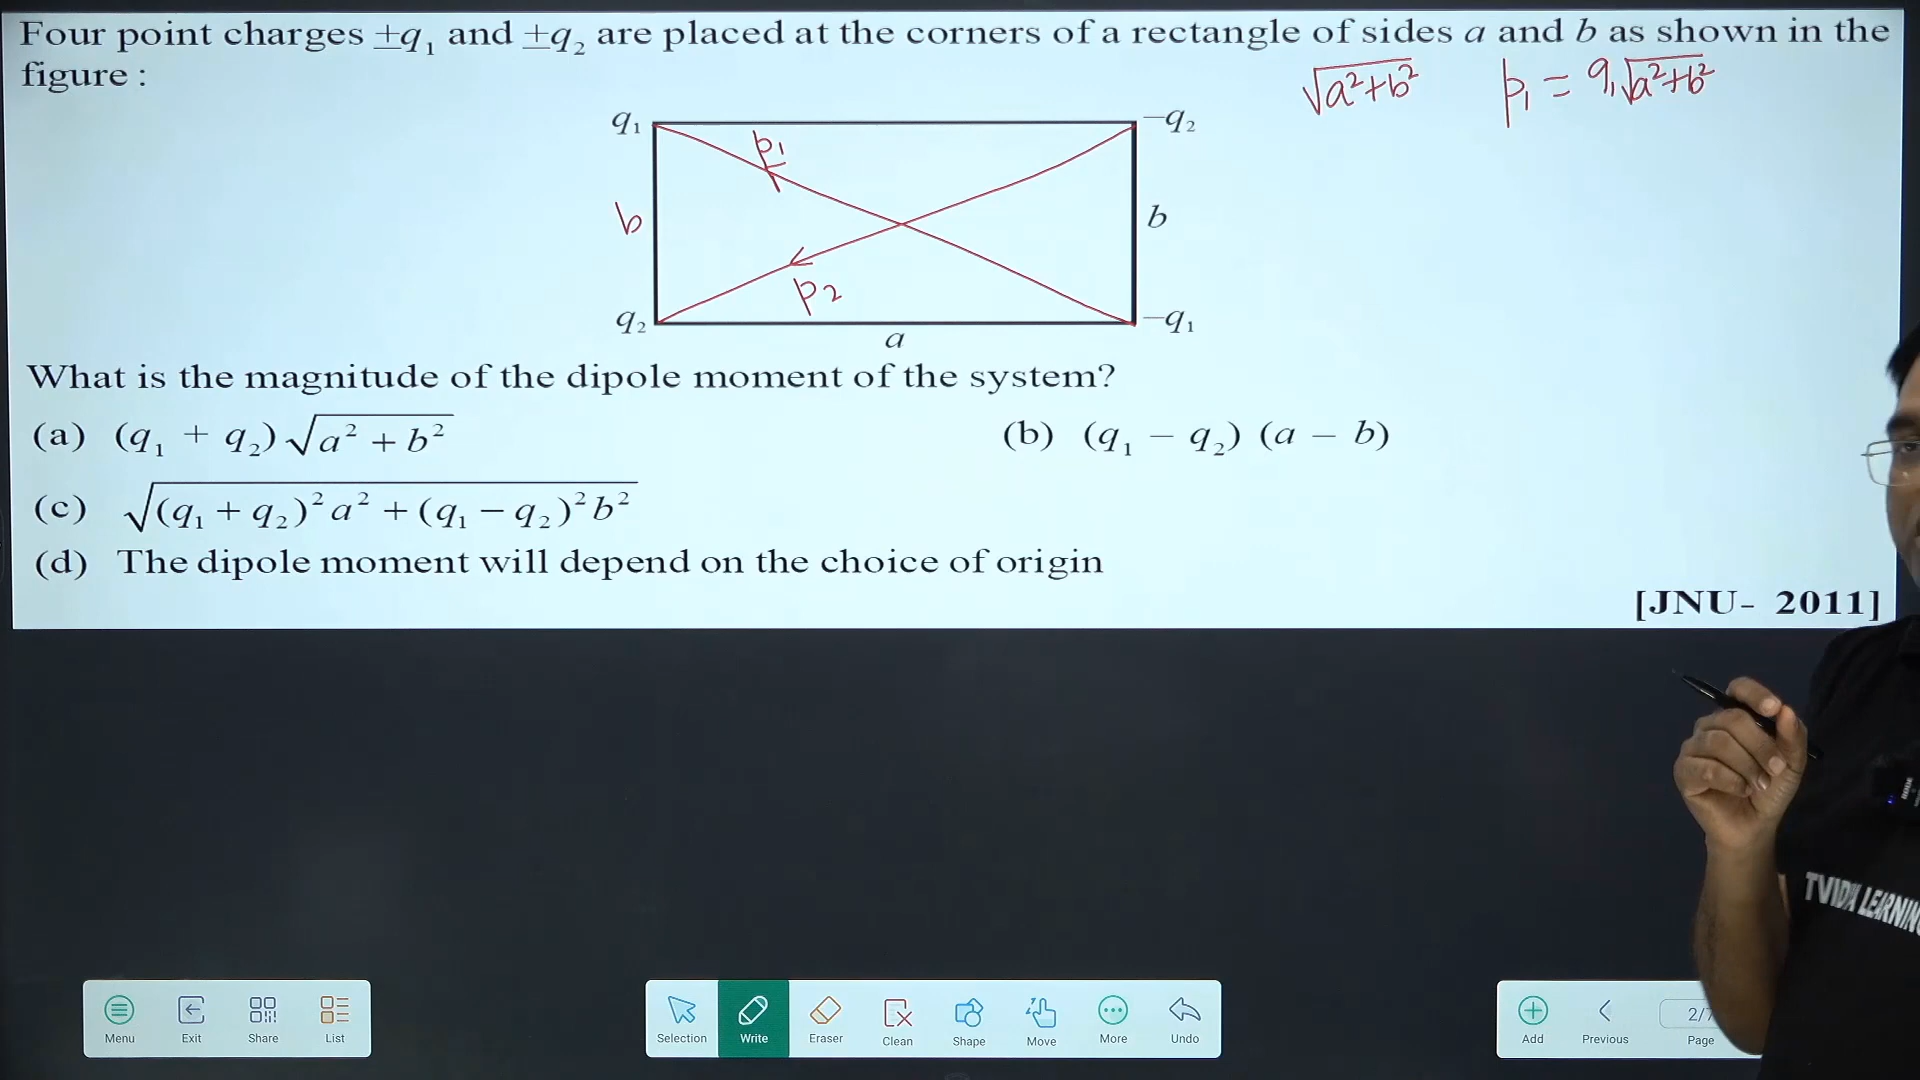 Four point charges ±q₁ and ±q₂ are placed at the corners of a rectangle of sides a and b as shown in the
figure :
√a²+b²
p₁ = q₁√a²+b²
q₁
−q₂
p₁
b
b
p₂
q₂
−q₁
a
What is the magnitude of the dipole moment of the system?
(a) (q₁ + q₂)√a² + b²
(b) (q₁ − q₂) (a − b)
(c) √(q₁ + q₂)²a² + (q₁ − q₂)²b²
(d) The dipole moment will depend on the choice of origin
[JNU- 2011]
TVIDYA LEARNING
Menu Exit Share List
Selection Write Eraser Clean Shape Move More Undo
Add Previous 2/7 Page